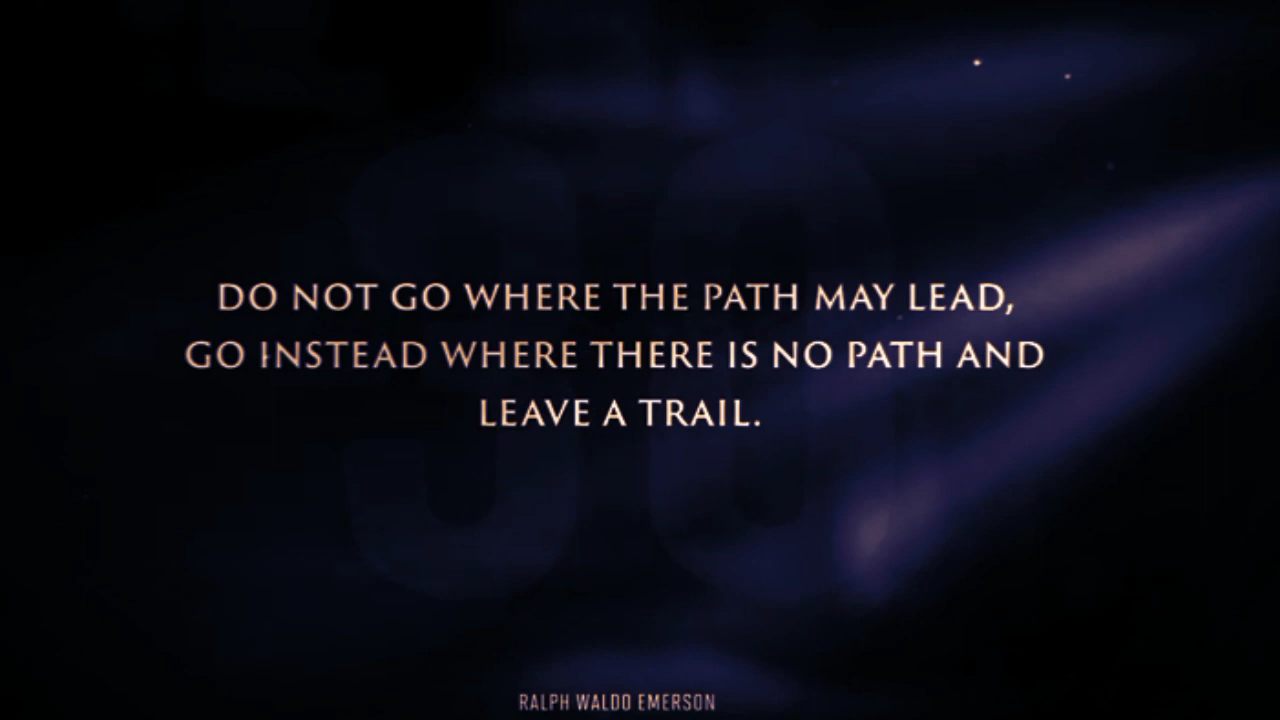 DO NOT GO WHERE THE PATH MAY LEAD,
GO INSTEAD WHERE THERE IS NO PATH AND
LEAVE A TRAIL.
RALPH WALDO EMERSON